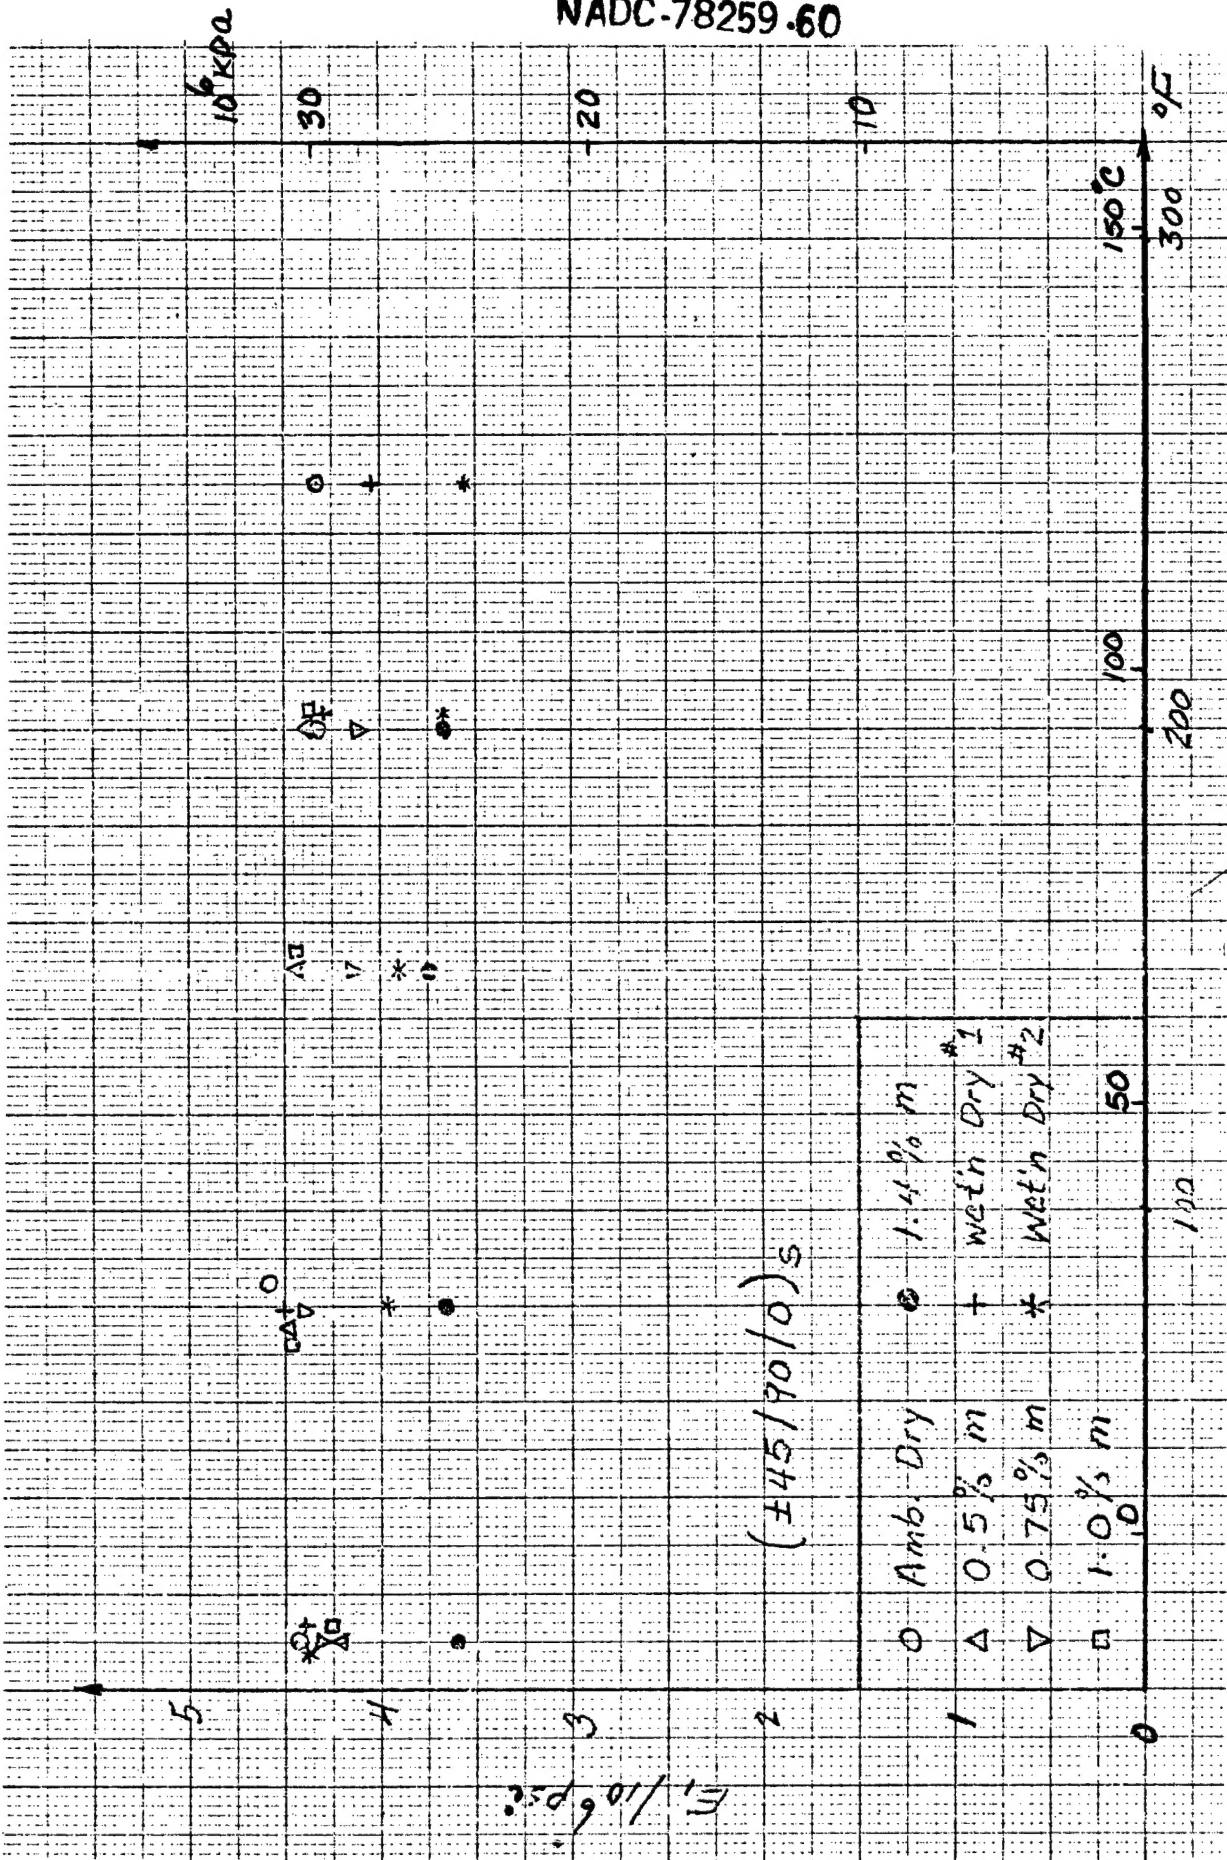 NADC-78259-60
10⁶ KPa
30
20
10
5
4
3
2
1
0
E₁/10⁶ psi
(±45/90/0)s
○ Amb. Dry
△ 0.5% m
▽ 0.75% m
□ 1.0% m
● 1.4% m
+ wet'n Dry #1
* wet'n Dry #2
0
50
100
150°C
100
200
300
°F